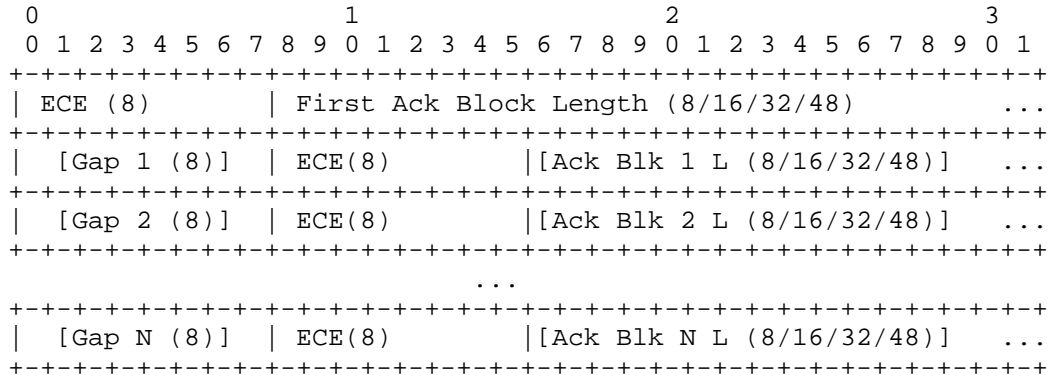 0                   1                   2                   3
 0 1 2 3 4 5 6 7 8 9 0 1 2 3 4 5 6 7 8 9 0 1 2 3 4 5 6 7 8 9 0 1
+-+-+-+-+-+-+-+-+-+-+-+-+-+-+-+-+-+-+-+-+-+-+-+-+-+-+-+-+-+-+-+-+
| ECE (8)       | First Ack Block Length (8/16/32/48)         ...
+-+-+-+-+-+-+-+-+-+-+-+-+-+-+-+-+-+-+-+-+-+-+-+-+-+-+-+-+-+-+-+-+
|  [Gap 1 (8)]  | ECE(8)        |[Ack Blk 1 L (8/16/32/48)]   ...
+-+-+-+-+-+-+-+-+-+-+-+-+-+-+-+-+-+-+-+-+-+-+-+-+-+-+-+-+-+-+-+-+
|  [Gap 2 (8)]  | ECE(8)        |[Ack Blk 2 L (8/16/32/48)]   ...
+-+-+-+-+-+-+-+-+-+-+-+-+-+-+-+-+-+-+-+-+-+-+-+-+-+-+-+-+-+-+-+-+
                             ...
+-+-+-+-+-+-+-+-+-+-+-+-+-+-+-+-+-+-+-+-+-+-+-+-+-+-+-+-+-+-+-+-+
|  [Gap N (8)]  | ECE(8)        |[Ack Blk N L (8/16/32/48)]   ...
+-+-+-+-+-+-+-+-+-+-+-+-+-+-+-+-+-+-+-+-+-+-+-+-+-+-+-+-+-+-+-+-+